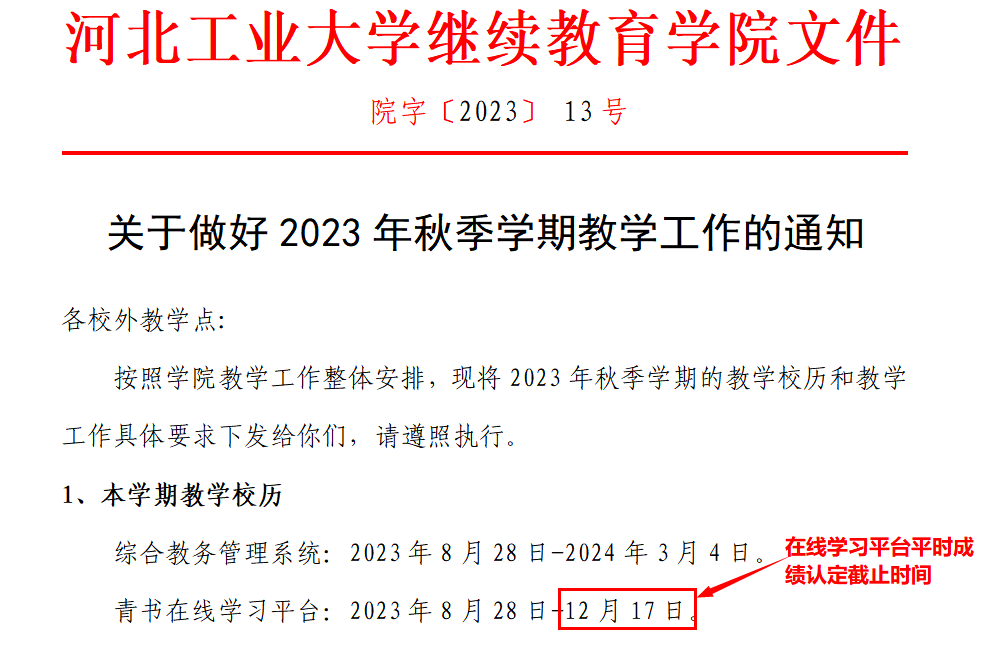 河北工业大学继续教育学院文件
院字〔2023〕 13号
关于做好2023年秋季学期教学工作的通知
各校外教学点:
按照学院教学工作整体安排，现将2023年秋季学期的教学校历和教学
工作具体要求下发给你们，请遵照执行。
1、本学期教学校历
综合教务管理系统：2023年8月28日-2024年3月4日。
青书在线学习平台：2023年8月28日-12月17日。
在线学习平台平时成
绩认定截止时间